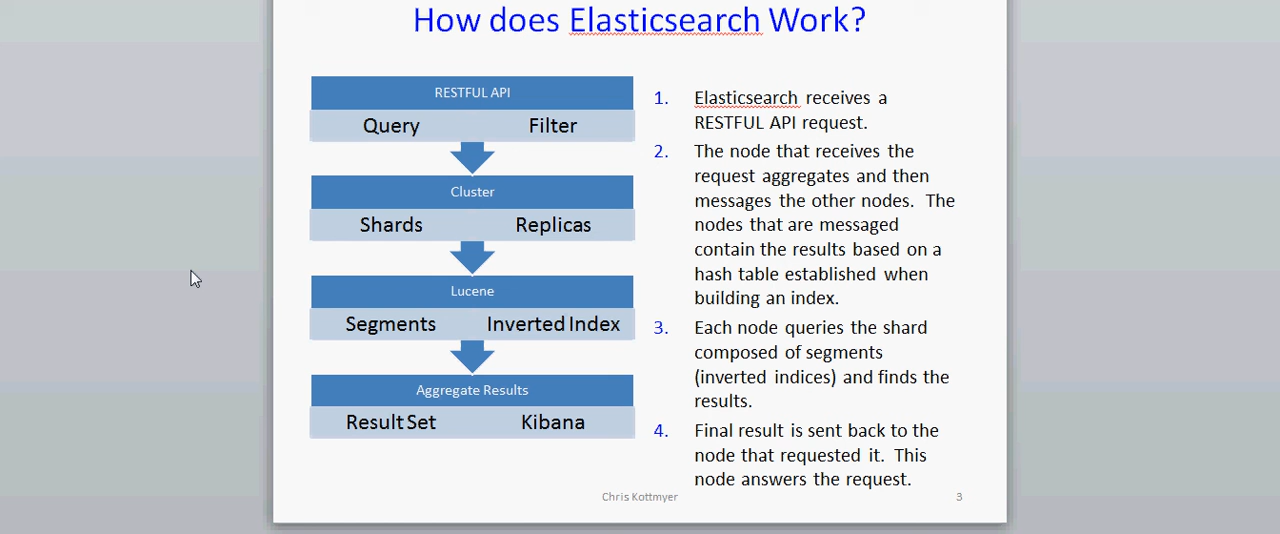 How does Elasticsearch Work?
RESTFUL API
Query Filter
Cluster
Shards Replicas
Lucene
Segments Inverted Index
Aggregate Results
Result Set Kibana
1. Elasticsearch receives a
RESTFUL API request.
2. The node that receives the
request aggregates and then
messages the other nodes. The
nodes that are messaged
contain the results based on a
hash table established when
building an index.
3. Each node queries the shard
composed of segments
(inverted indices) and finds the
results.
4. Final result is sent back to the
node that requested it. This
node answers the request.
Chris Kottmyer 3